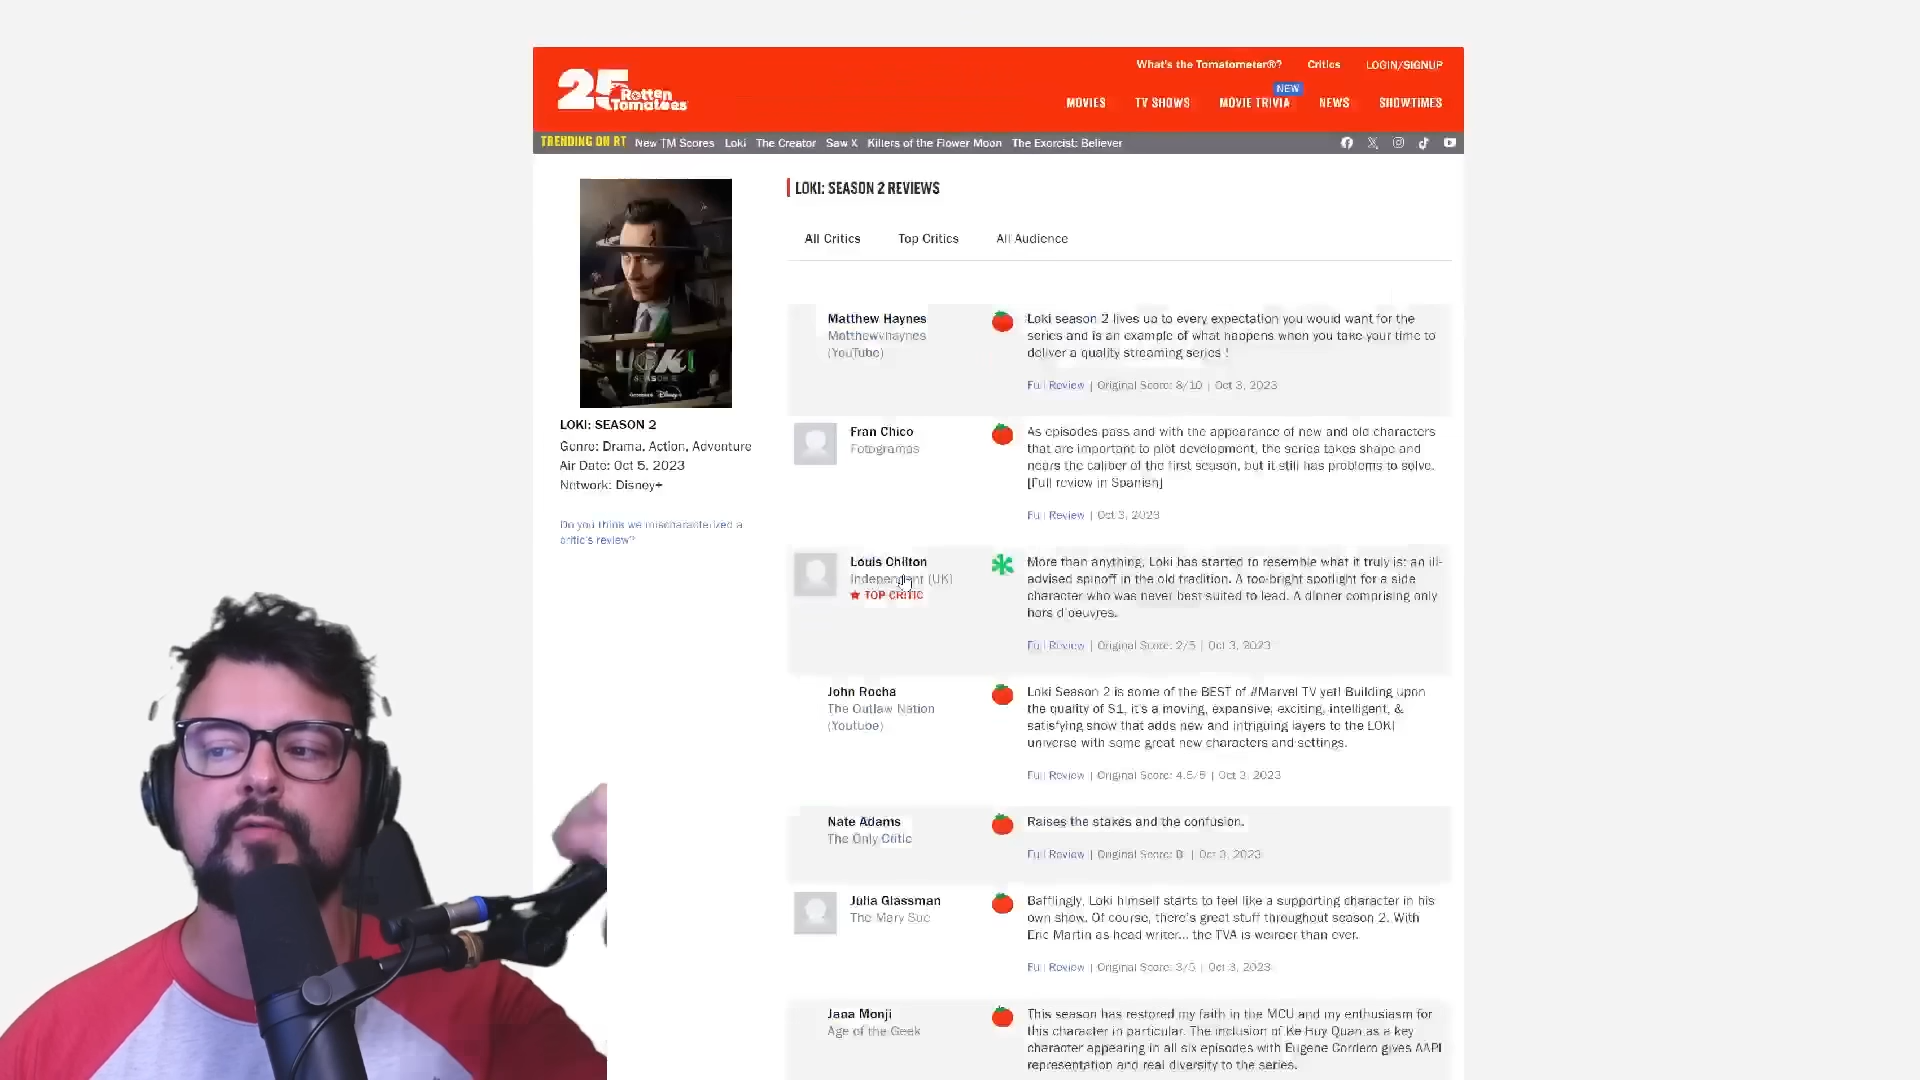 What's the Tomatometer®? Critics LOGIN/SIGNUP
25 Rotten Tomatoes
NEW
MOVIES TV SHOWS MOVIE TRIVIA NEWS SHOWTIMES
TRENDING ON RT New TM Scores Loki The Creator Saw X Killers of the Flower Moon The Exorcist: Believer
LOKI: SEASON 2 REVIEWS
All Critics Top Critics All Audience
LOKI
LOKI: SEASON 2
Genre: Drama, Action, Adventure
Air Date: Oct 5, 2023
Network: Disney+
Do you think we mischaracterized a
critic's review?
Matthew Haynes
Matthew haynes
(YouTube)
Loki season 2 lives up to every expectation you would want for the
series and is an example of what happens when you take your time to
deliver a quality streaming series !
Full Review | Original Score: 8/10 | Oct 3, 2023
Fran Chico
Fotogramas
As episodes pass and with the appearance of new and old characters
that are important to plot development, the series takes shape and
nears the caliber of the first season, but it still has problems to solve.
[Full review in Spanish]
Full Review | Oct 3, 2023
Louis Chilton
Independent (UK)
TOP CRITIC
More than anything, Loki has started to resemble what it truly is: an ill-
advised spinoff in the old tradition. A too-bright spotlight for a side
character who was never best suited to lead. A dinner comprising only
hors d'oeuvres.
Full Review | Original Score: 2/5 | Oct 3, 2023
John Rocha
The Outlaw Nation
(Youtube)
Loki Season 2 is some of the BEST of #Marvel TV yet! Building upon
the quality of S1, it's a moving, expansive, exciting, intelligent, &
satisfying show that adds new and intriguing layers to the LOKI
universe with some great new characters and settings.
Full Review | Original Score: 4.5/5 | Oct 3, 2023
Nate Adams
The Only Critic
Raises the stakes and the confusion.
Full Review | Original Score: B | Oct 3, 2023
Julia Glassman
The Mary Sue
Bafflingly, Loki himself starts to feel like a supporting character in his
own show. Of course, there's great stuff throughout season 2. With
Eric Martin as head writer... the TVA is weirder than ever.
Full Review | Original Score: 3/5 | Oct 3, 2023
Jana Monji
Age of the Geek
This season has restored my faith in the MCU and my enthusiasm for
this character in particular. The inclusion of Ke Huy Quan as a key
character appearing in all six episodes with Eugene Cordero gives AAPI
representation and real diversity to the series.